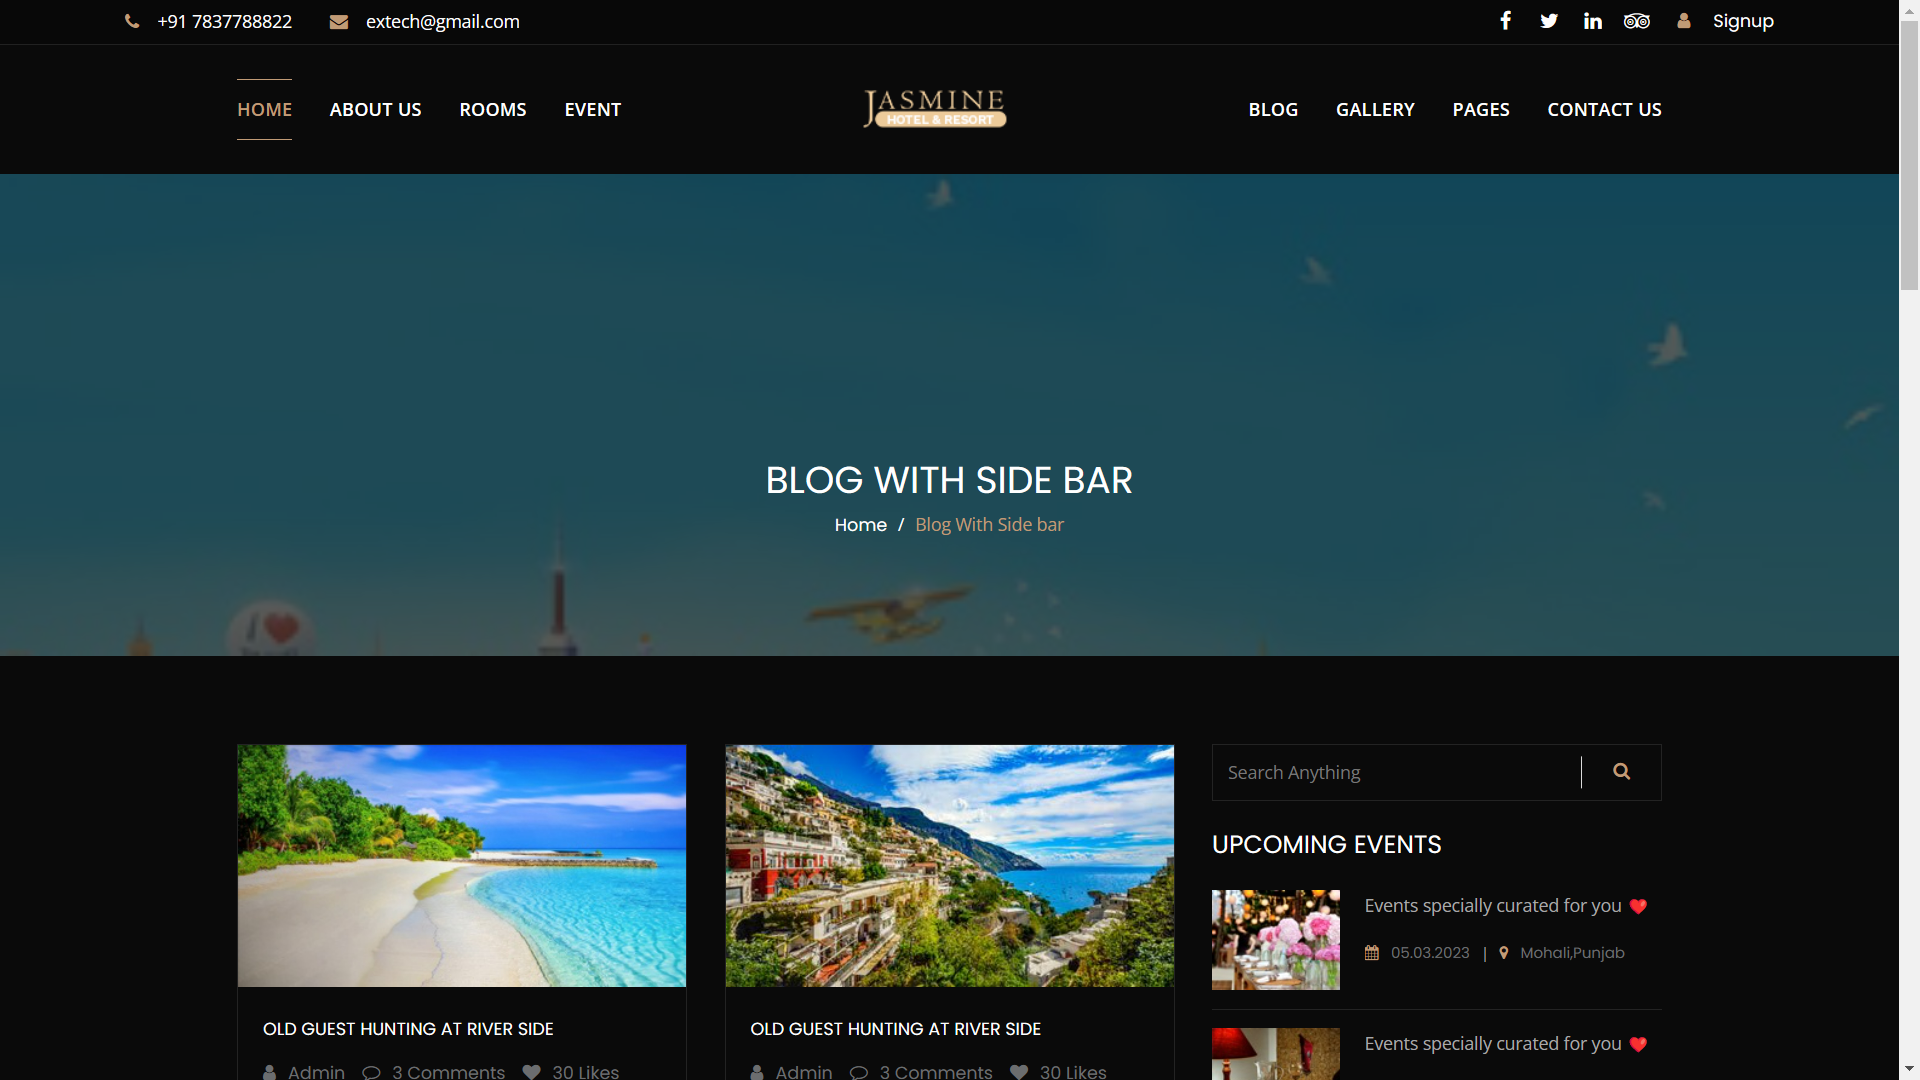 +91 7837788822
extech@gmail.com
Signup
HOME
ABOUT US
ROOMS
EVENT
JASMINE
HOTEL & RESORT
BLOG
GALLERY
PAGES
CONTACT US
I
BLOG WITH SIDE BAR
Home / Blog With Side bar
Search Anything
UPCOMING EVENTS
Events specially curated for you ❤️
05.03.2023 | Mohali,Punjab
Events specially curated for you ❤️
OLD GUEST HUNTING AT RIVER SIDE
Admin 3 Comments 30 Likes
OLD GUEST HUNTING AT RIVER SIDE
Admin 3 Comments 30 Likes